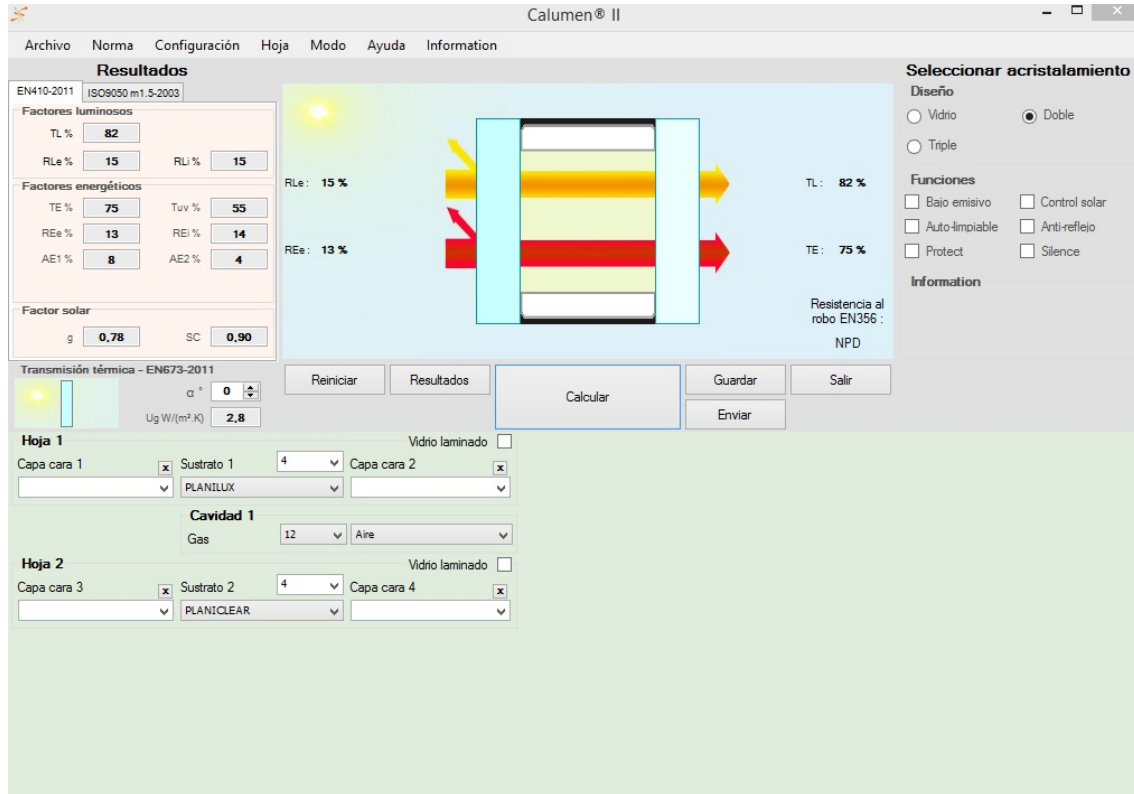 Calumen® II
Archivo Norma Configuración Hoja Modo Ayuda Information
Resultados
EN410-2011 ISO9050 m1.5-2003
Factores luminosos
TL % 82
RLe % 15 RLi % 15
Factores energéticos
TE % 75 Tuv % 55
REe % 13 REi % 14
AE1 % 8 AE2 % 4
Factor solar
g 0,78 SC 0,90
Transmisión térmica - EN673-2011
α ° 0
Ug W/(m².K) 2,8
RLe : 15 %
REe : 13 %
TL : 82 %
TE : 75 %
Resistencia al
robo EN356 :
NPD
Seleccionar acristalamiento
Diseño
Vidrio Doble
Triple
Funciones
Bajo emisivo Control solar
Auto-limpiable Anti-reflejo
Protect Silence
Information
Reiniciar Resultados Calcular Guardar Salir
Enviar
Hoja 1 Vidrio laminado
Capa cara 1 x Sustrato 1 4 Capa cara 2 x
PLANILUX
Cavidad 1
Gas 12 Aire
Hoja 2 Vidrio laminado
Capa cara 3 x Sustrato 2 4 Capa cara 4 x
PLANICLEAR